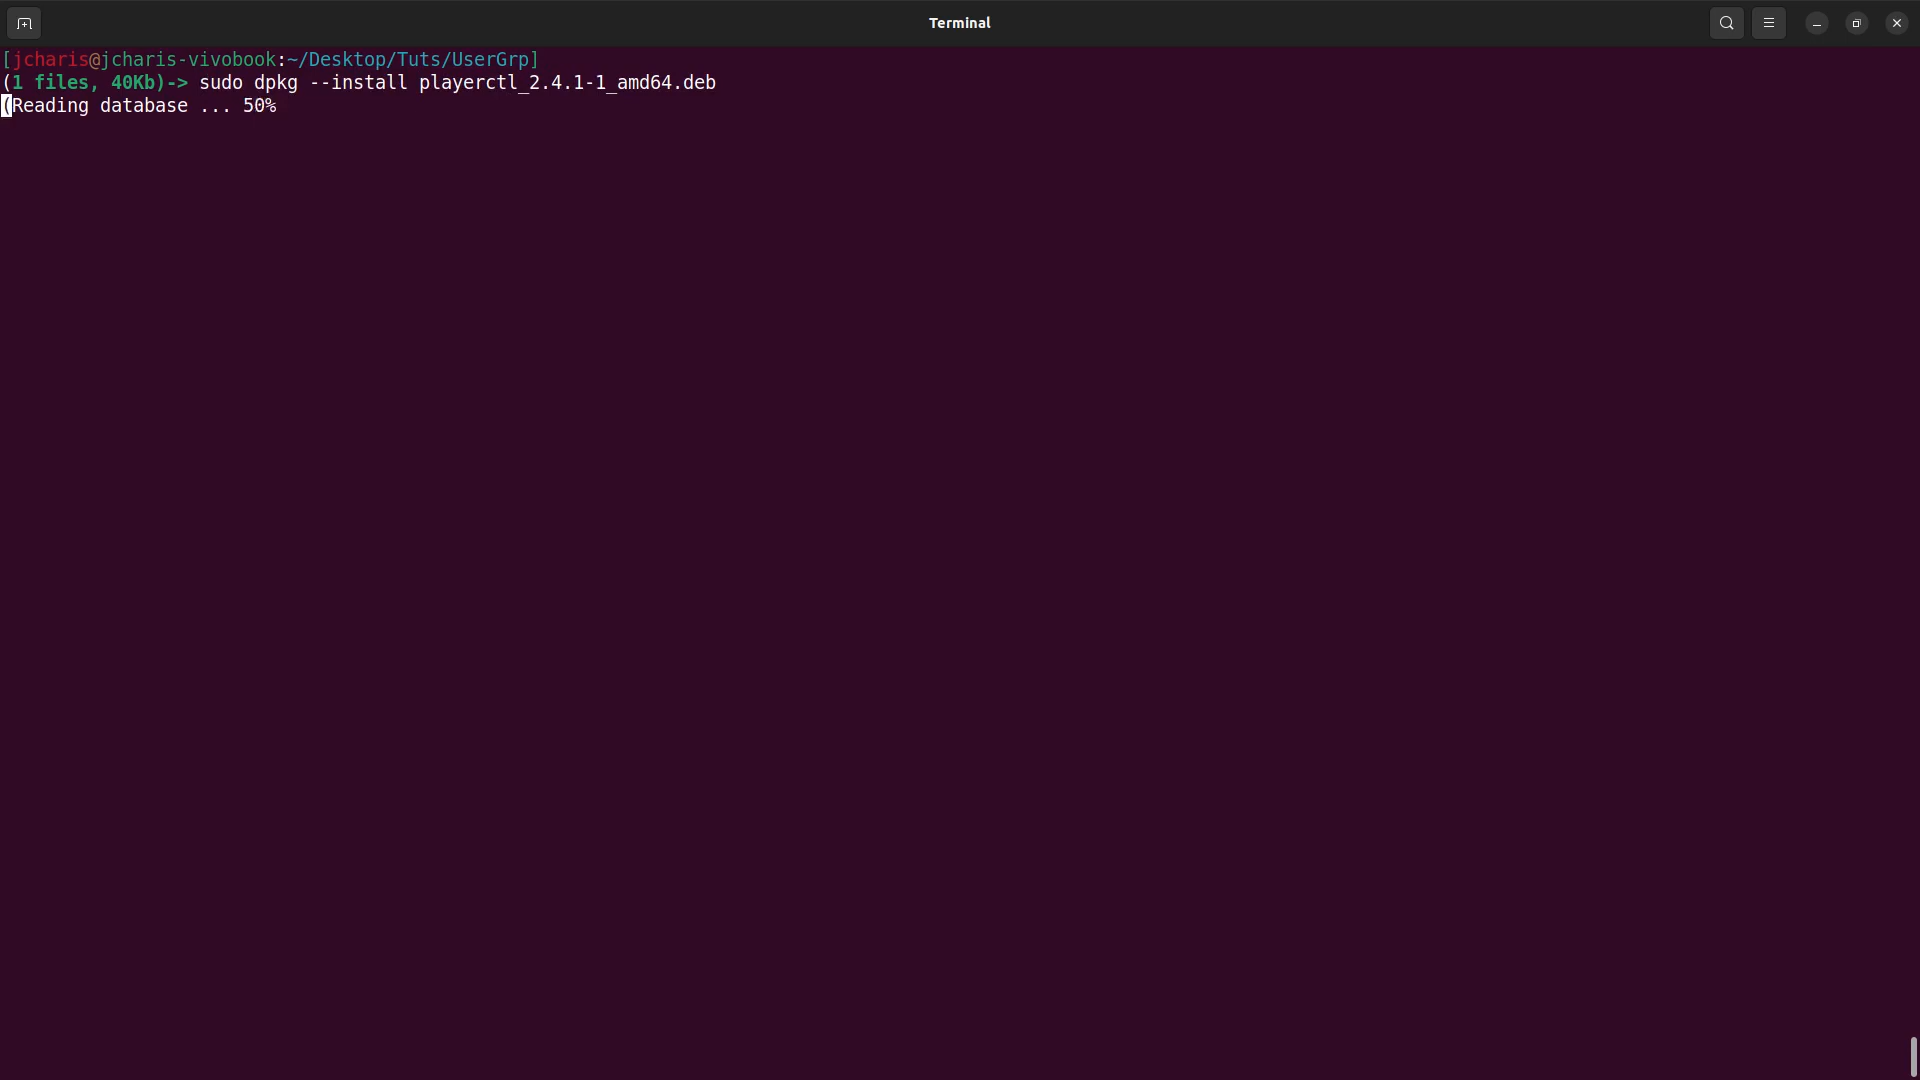 Terminal
[jcharis@jcharis-vivobook:~/Desktop/Tuts/UserGrp]
(1 files, 40Kb)-> sudo dpkg --install playerctl_2.4.1-1_amd64.deb
(Reading database ... 50%